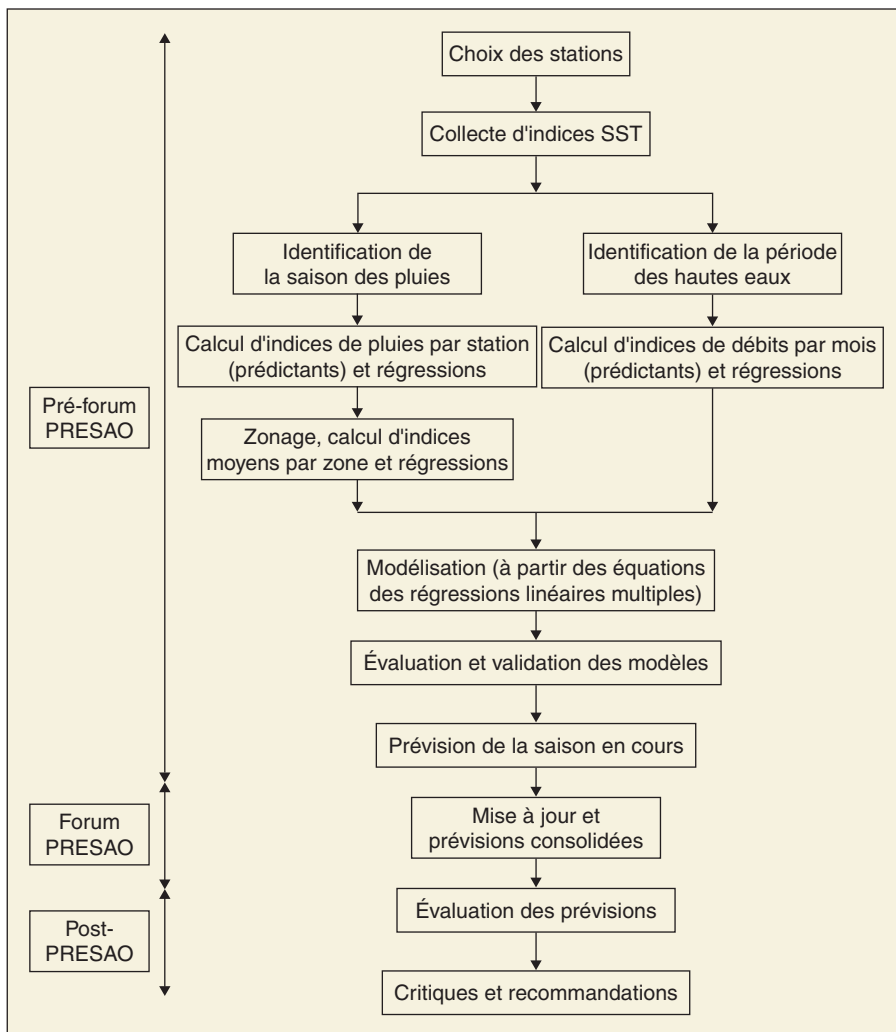 Choix des stations
Collecte d'indices SST
Identification de
la saison des pluies
Identification de la période
des hautes eaux
Calcul d'indices de pluies par station
(prédictants) et régressions
Calcul d'indices de débits par mois
(prédictants) et régressions
Pré-forum
PRESAO
Zonage, calcul d'indices
moyens par zone et régressions
Modélisation (à partir des équations
des régressions linéaires multiples)
Évaluation et validation des modèles
Prévision de la saison en cours
Forum
PRESAO
Mise à jour et
prévisions consolidées
Post-
PRESAO
Évaluation des prévisions
Critiques et recommandations